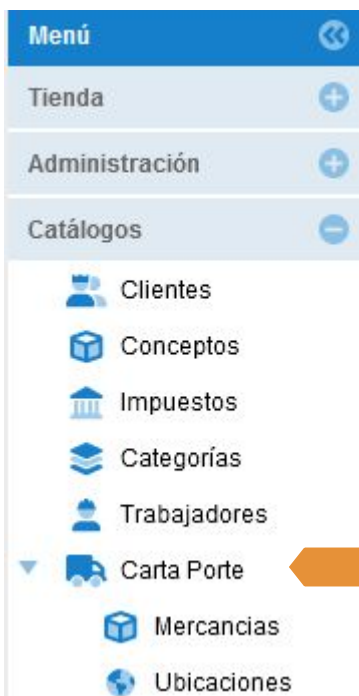 Menú
Tienda
Administración
Catálogos
Clientes
Conceptos
Impuestos
Categorías
Trabajadores
Carta Porte
Mercancias
Ubicaciones